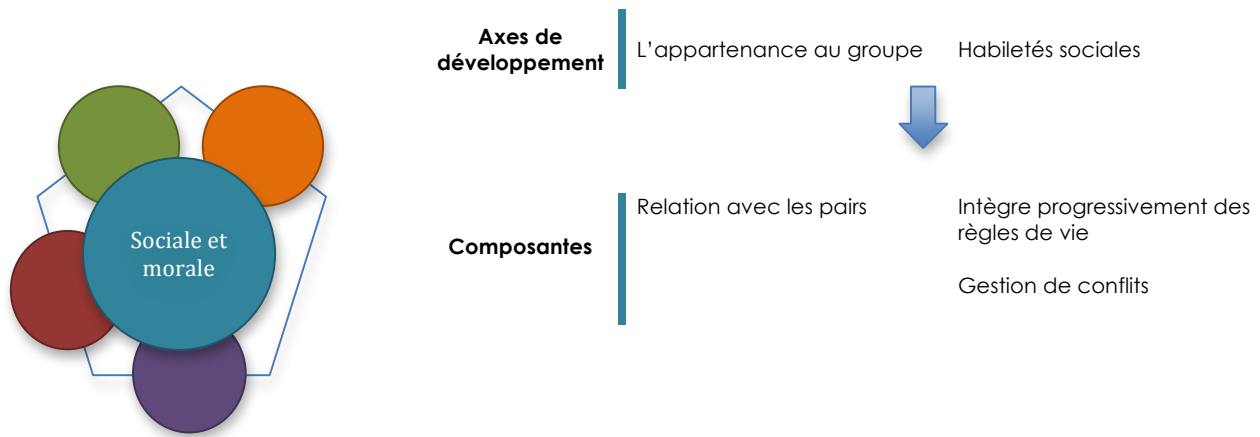 Axes de
développement
L'appartenance au groupe
Habiletés sociales
Sociale et
morale
Composantes
Relation avec les pairs
Intègre progressivement des
règles de vie
Gestion de conflits